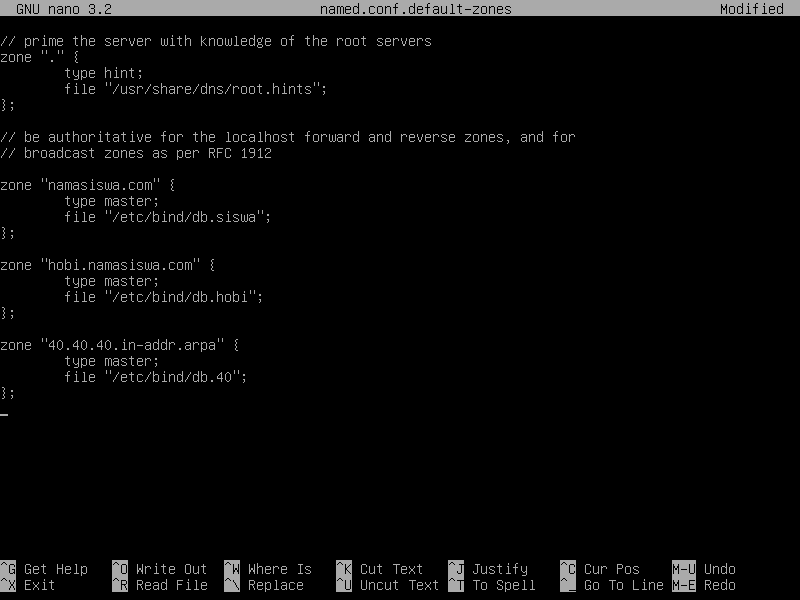 GNU nano 3.2 named.conf.default-zones Modified
// prime the server with knowledge of the root servers
zone "." {
type hint;
file "/usr/share/dns/root.hints";
};
// be authoritative for the localhost forward and reverse zones, and for
// broadcast zones as per RFC 1912
zone "namasiswa.com" {
type master;
file "/etc/bind/db.siswa";
};
zone "hobi.namasiswa.com" {
type master;
file "/etc/bind/db.hobi";
};
zone "40.40.40.in-addr.arpa" {
type master;
file "/etc/bind/db.40";
};
^G Get Help ^O Write Out ^W Where Is ^K Cut Text ^J Justify ^C Cur Pos M-U Undo
^X Exit ^R Read File ^\ Replace ^U Uncut Text ^T To Spell ^_ Go To Line M-E Redo